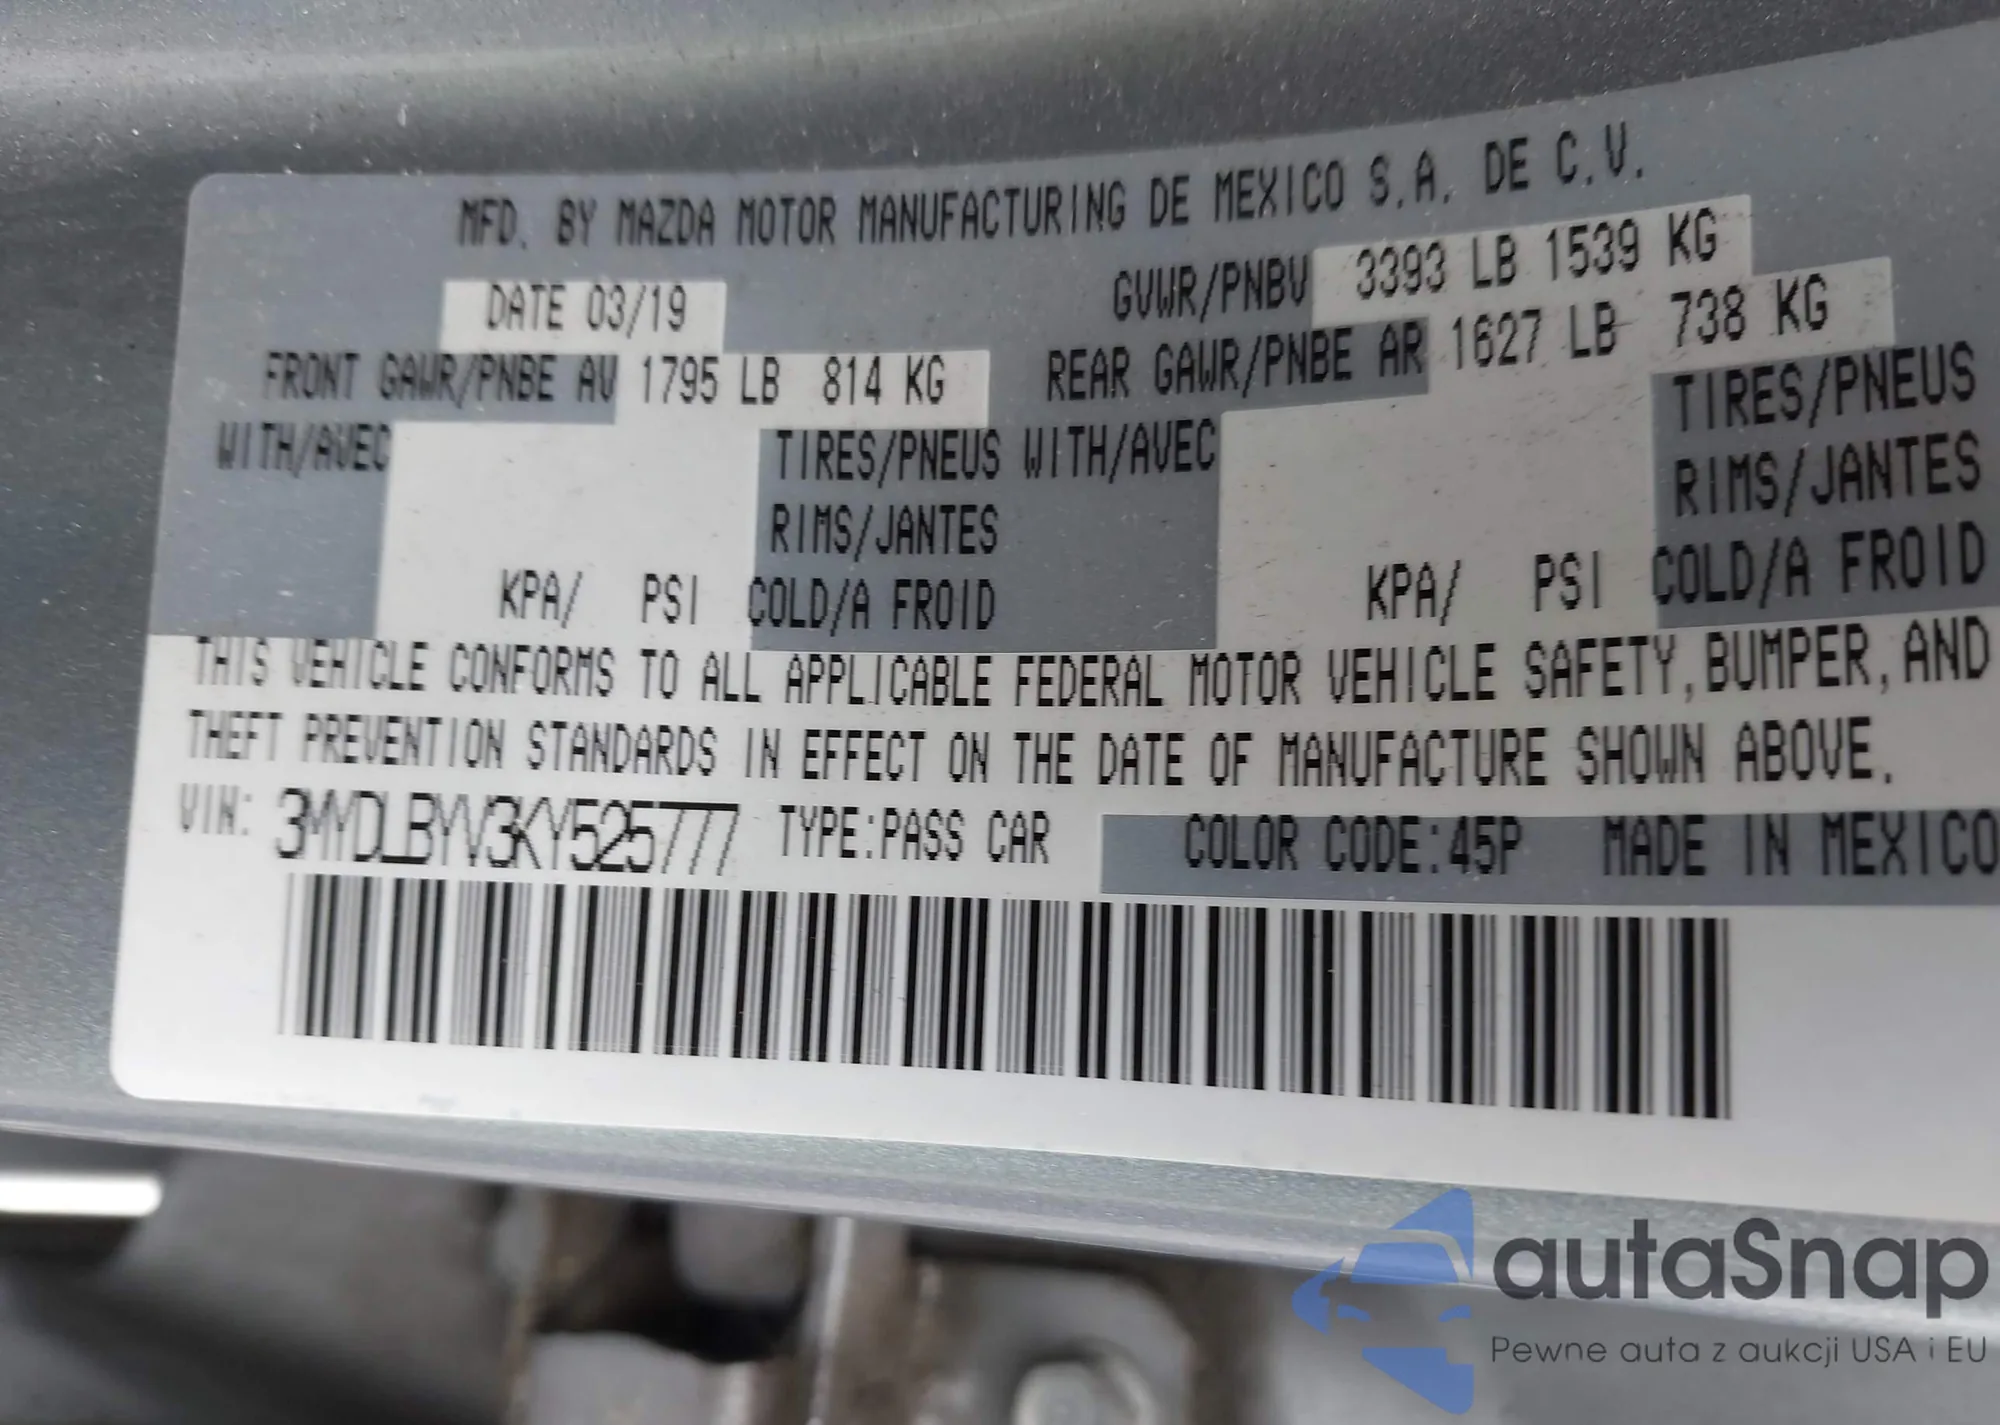 MFD. BY MAZDA MOTOR MANUFACTURING DE MEXICO S.A. DE C.V.
DATE 03/19 GVWR/PNBV 3393 LB 1539 KG
FRONT GAWR/PNBE AV 1795 LB 814 KG REAR GAWR/PNBE AR 1627 LB 738 KG
WITH/AVEC TIRES/PNEUS WITH/AVEC TIRES/PNEUS
RIMS/JANTES RIMS/JANTES
KPA/ PSI COLD/A FROID KPA/ PSI COLD/A FROID
THIS VEHICLE CONFORMS TO ALL APPLICABLE FEDERAL MOTOR VEHICLE SAFETY, BUMPER, AND
THEFT PREVENTION STANDARDS IN EFFECT ON THE DATE OF MANUFACTURE SHOWN ABOVE.
VIN: 3MYDLBYV3KY525777 TYPE:PASS CAR COLOR CODE:45P MADE IN MEXICO
autaSnap
Pewne auta z aukcji USA i EU